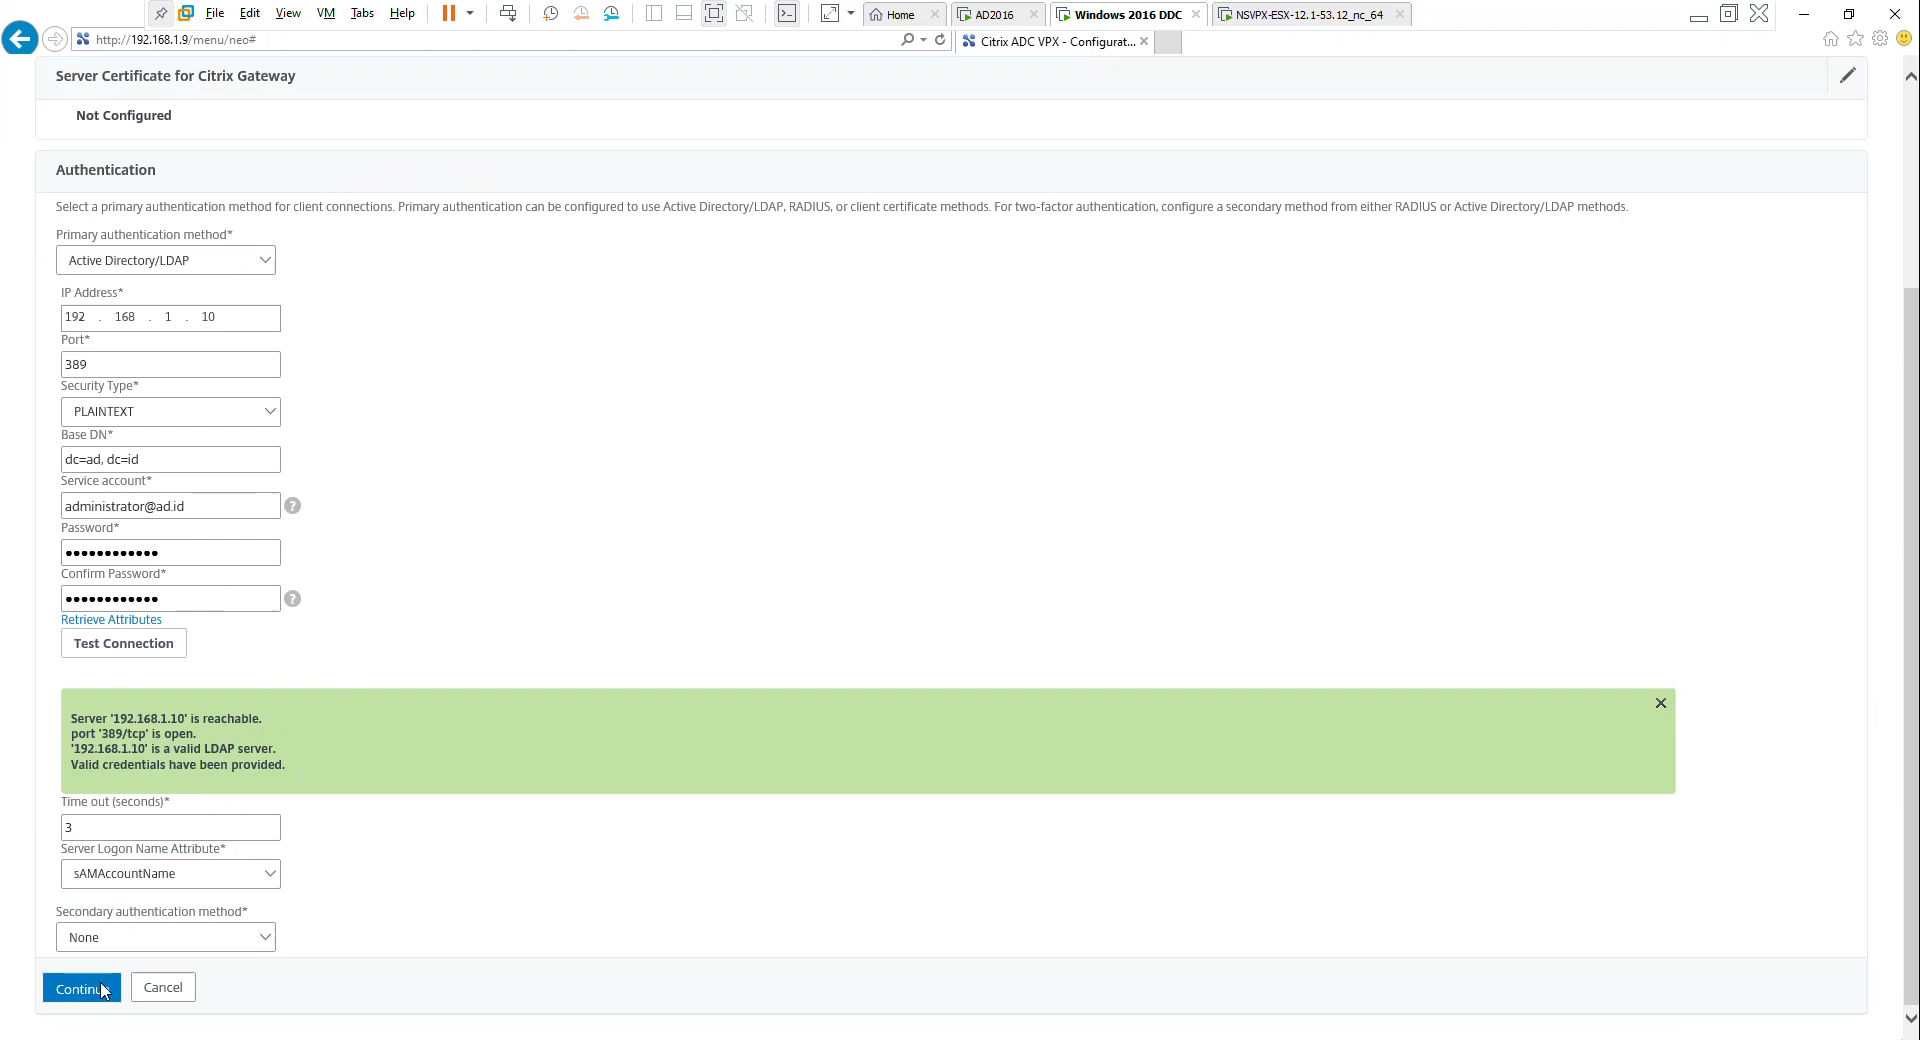 File Edit View VM Tabs Help
Home AD2016 Windows 2016 DDC NSVPX-ESX-12.1-53.12_nc_64
http://192.168.1.9/menu/neo#
Citrix ADC VPX - Configurat...
Server Certificate for Citrix Gateway
Not Configured
Authentication
Select a primary authentication method for client connections. Primary authentication can be configured to use Active Directory/LDAP, RADIUS, or client certificate methods. For two-factor authentication, configure a secondary method from either RADIUS or Active Directory/LDAP methods.
Primary authentication method*
Active Directory/LDAP
IP Address*
192 . 168 . 1 . 10
Port*
389
Security Type*
PLAINTEXT
Base DN*
dc=ad, dc=id
Service account*
administrator@ad.id
?
Password*
••••••••••••
Confirm Password*
••••••••••••
?
Retrieve Attributes
Test Connection
Server '192.168.1.10' is reachable.
port '389/tcp' is open.
'192.168.1.10' is a valid LDAP server.
Valid credentials have been provided.
Time out (seconds)*
3
Server Logon Name Attribute*
sAMAccountName
Secondary authentication method*
None
Continue Cancel